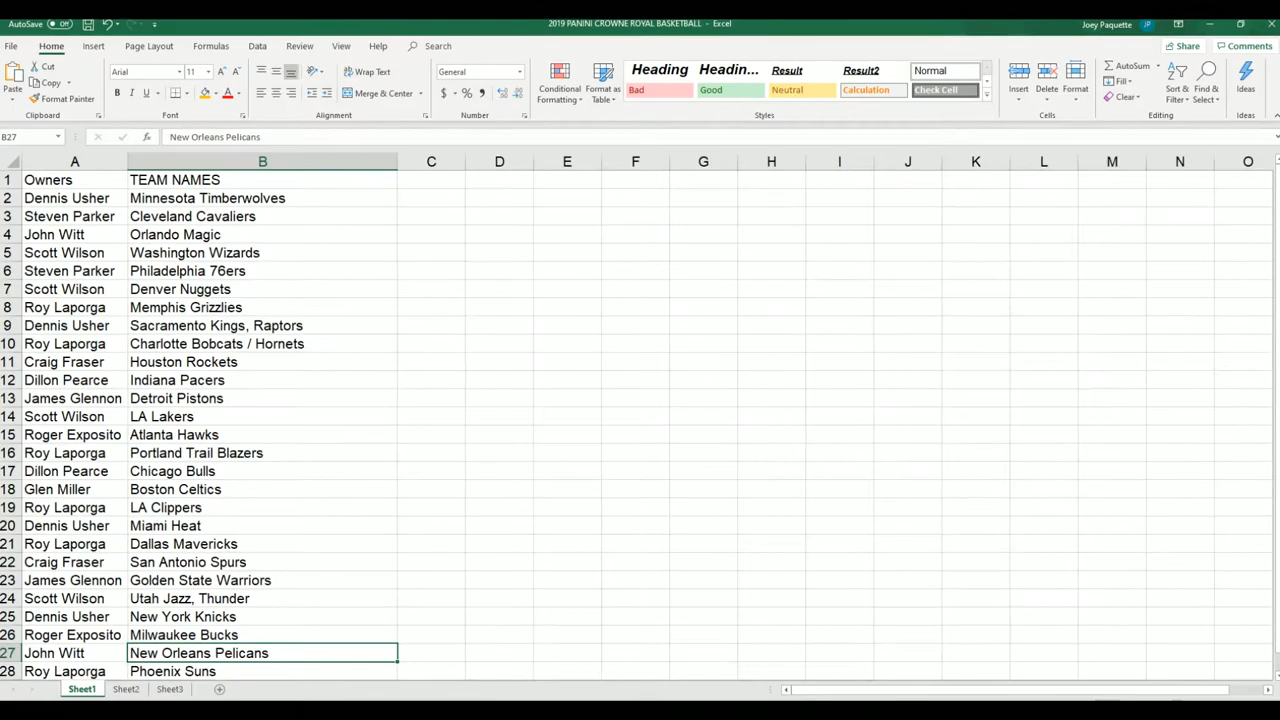 AutoSave Off 2019 PANINI CROWNE ROYAL BASKETBALL - Excel Joey Paquette JP
File Home Insert Page Layout Formulas Data Review View Help Search Share Comments
Cut Arial 11 Wrap Text General Heading Headin... Result Result2 Normal AutoSum
Copy Fill
Paste Format Painter Merge & Center Conditional Formatting Format as Table Bad Good Neutral Calculation Check Cell Insert Delete Format Clear Sort & Filter Find & Select Ideas
Clipboard Font Alignment Number Styles Cells Editing Ideas
B27 fx New Orleans Pelicans
A B C D E F G H I J K L M N O
1 Owners TEAM NAMES
2 Dennis Usher Minnesota Timberwolves
3 Steven Parker Cleveland Cavaliers
4 John Witt Orlando Magic
5 Scott Wilson Washington Wizards
6 Steven Parker Philadelphia 76ers
7 Scott Wilson Denver Nuggets
8 Roy Laporga Memphis Grizzlies
9 Dennis Usher Sacramento Kings, Raptors
10 Roy Laporga Charlotte Bobcats / Hornets
11 Craig Fraser Houston Rockets
12 Dillon Pearce Indiana Pacers
13 James Glennon Detroit Pistons
14 Scott Wilson LA Lakers
15 Roger Exposito Atlanta Hawks
16 Roy Laporga Portland Trail Blazers
17 Dillon Pearce Chicago Bulls
18 Glen Miller Boston Celtics
19 Roy Laporga LA Clippers
20 Dennis Usher Miami Heat
21 Roy Laporga Dallas Mavericks
22 Craig Fraser San Antonio Spurs
23 James Glennon Golden State Warriors
24 Scott Wilson Utah Jazz, Thunder
25 Dennis Usher New York Knicks
26 Roger Exposito Milwaukee Bucks
27 John Witt New Orleans Pelicans
28 Roy Laporga Phoenix Suns
Sheet1 Sheet2 Sheet3